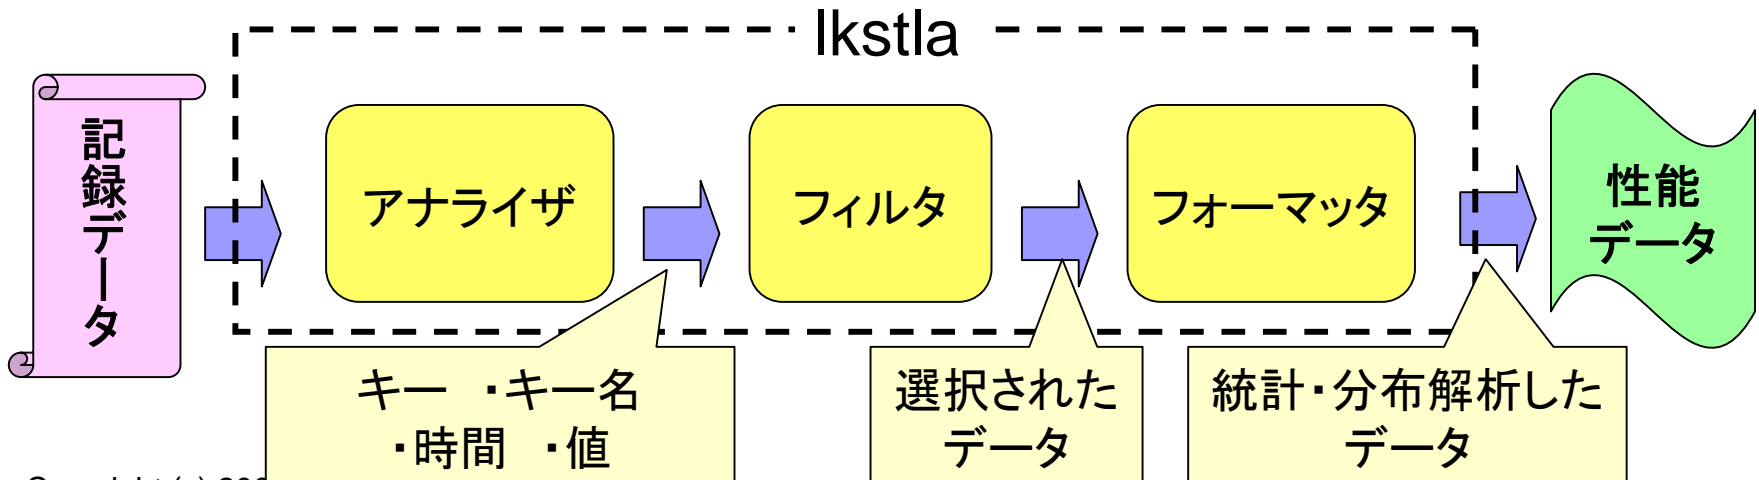 lkstla
記録データ
アナライザ
フィルタ
フォーマッタ
性能
データ
キー ・キー名
・時間 ・値
選択された
データ
統計・分布解析した
データ